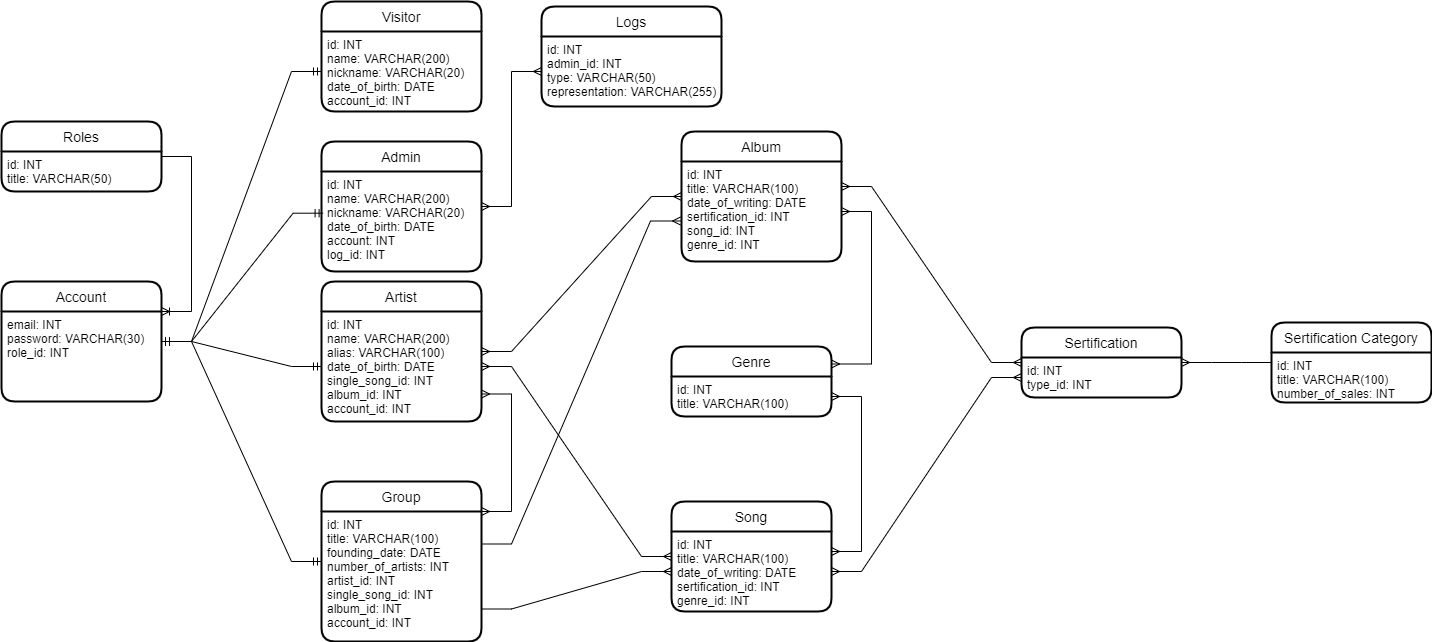 Visitor
id: INT
name: VARCHAR(200)
nickname: VARCHAR(20)
date_of_birth: DATE
account_id: INT
Logs
id: INT
admin_id: INT
type: VARCHAR(50)
representation: VARCHAR(255)
Roles
id: INT
title: VARCHAR(50)
Admin
id: INT
name: VARCHAR(200)
nickname: VARCHAR(20)
date_of_birth: DATE
account: INT
log_id: INT
Album
id: INT
title: VARCHAR(100)
date_of_writing: DATE
sertification_id: INT
song_id: INT
genre_id: INT
Account
email: INT
password: VARCHAR(30)
role_id: INT
Artist
id: INT
name: VARCHAR(200)
alias: VARCHAR(100)
date_of_birth: DATE
single_song_id: INT
album_id: INT
account_id: INT
Genre
id: INT
title: VARCHAR(100)
Sertification
id: INT
type_id: INT
Sertification Category
id: INT
title: VARCHAR(100)
number_of_sales: INT
Group
id: INT
title: VARCHAR(100)
founding_date: DATE
number_of_artists: INT
artist_id: INT
single_song_id: INT
album_id: INT
account_id: INT
Song
id: INT
title: VARCHAR(100)
date_of_writing: DATE
sertification_id: INT
genre_id: INT